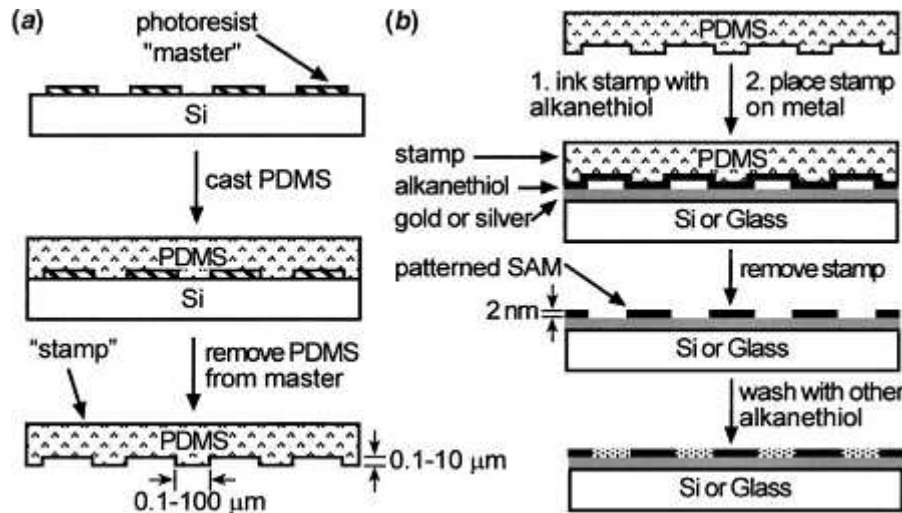 (a)
photoresist
"master"
Si
cast PDMS
PDMS
Si
"stamp"
remove PDMS
from master
PDMS
0.1-10 μm
0.1-100 μm
(b)
PDMS
1. ink stamp with
alkanethiol
2. place stamp
on metal
stamp
PDMS
alkanethiol
gold or silver
Si or Glass
patterned SAM
remove stamp
2 nm
Si or Glass
wash with other
alkanethiol
Si or Glass